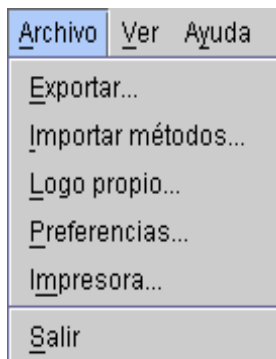 Archivo Ver Ayuda
Exportar...
Importar métodos...
Logo propio...
Preferencias...
Impresora...
Salir